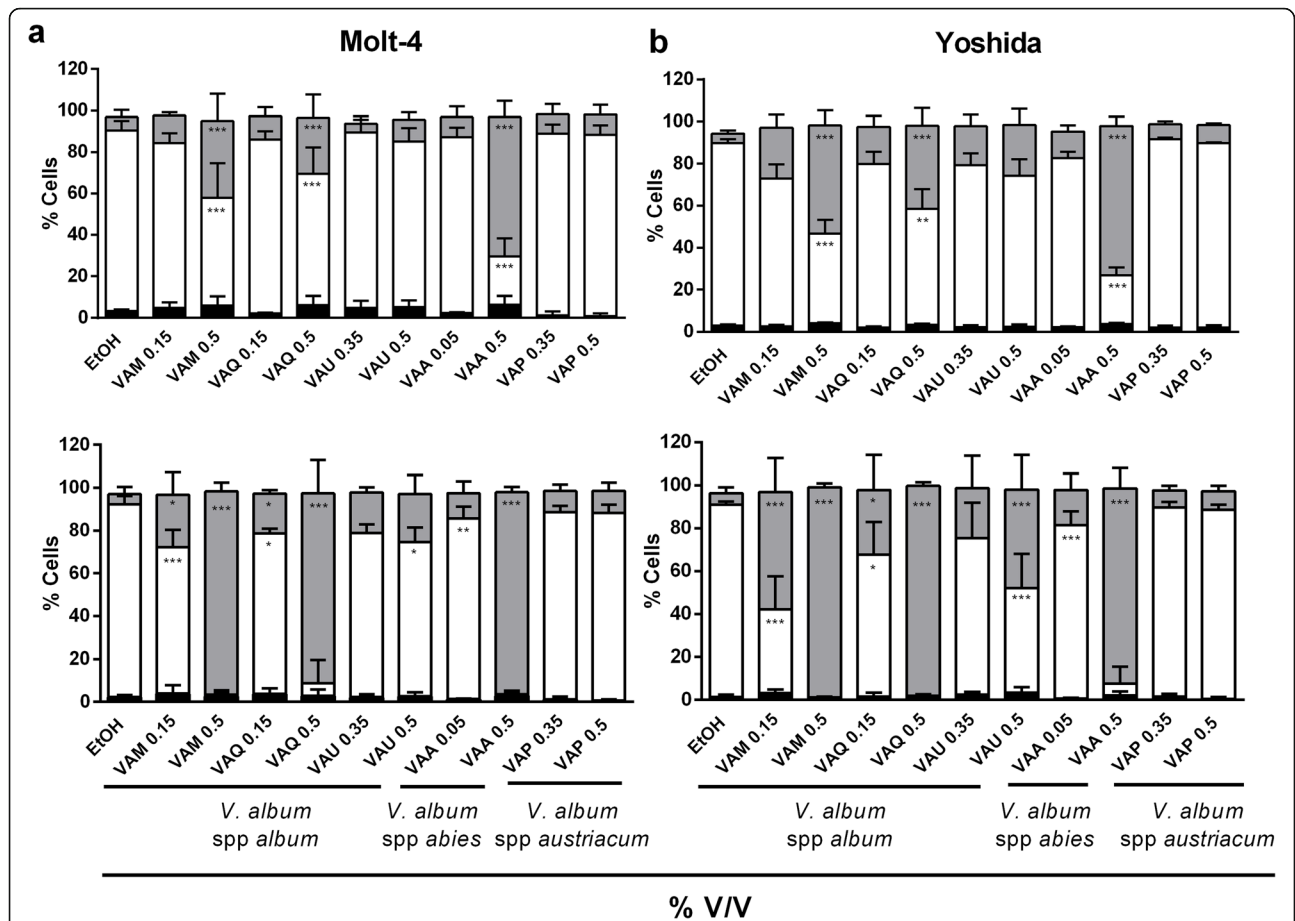 a
Molt-4
120
100
80
60
40
20
0
% Cells
***
***
***
***
***
***
EtOH
VAM 0.15
VAM 0.5
VAQ 0.15
VAQ 0.5
VAU 0.35
VAU 0.5
VAA 0.05
VAA 0.5
VAP 0.35
VAP 0.5
b
Yoshida
120
100
80
60
40
20
0
% Cells
***
***
***
**
***
***
EtOH
VAM 0.15
VAM 0.5
VAQ 0.15
VAQ 0.5
VAU 0.35
VAU 0.5
VAA 0.05
VAA 0.5
VAP 0.35
VAP 0.5
120
100
80
60
40
20
0
% Cells
*
***
***
*
*
***
*
**
***
EtOH
VAM 0.15
VAM 0.5
VAQ 0.15
VAQ 0.5
VAU 0.35
VAU 0.5
VAA 0.05
VAA 0.5
VAP 0.35
VAP 0.5
V. album
spp album
V. album
spp abies
V. album
spp austriacum
120
100
80
60
40
20
0
% Cells
***
***
***
*
*
***
***
***
***
***
EtOH
VAM 0.15
VAM 0.5
VAQ 0.15
VAQ 0.5
VAU 0.35
VAU 0.5
VAA 0.05
VAA 0.5
VAP 0.35
VAP 0.5
V. album
spp album
V. album
spp abies
V. album
spp austriacum
% V/V